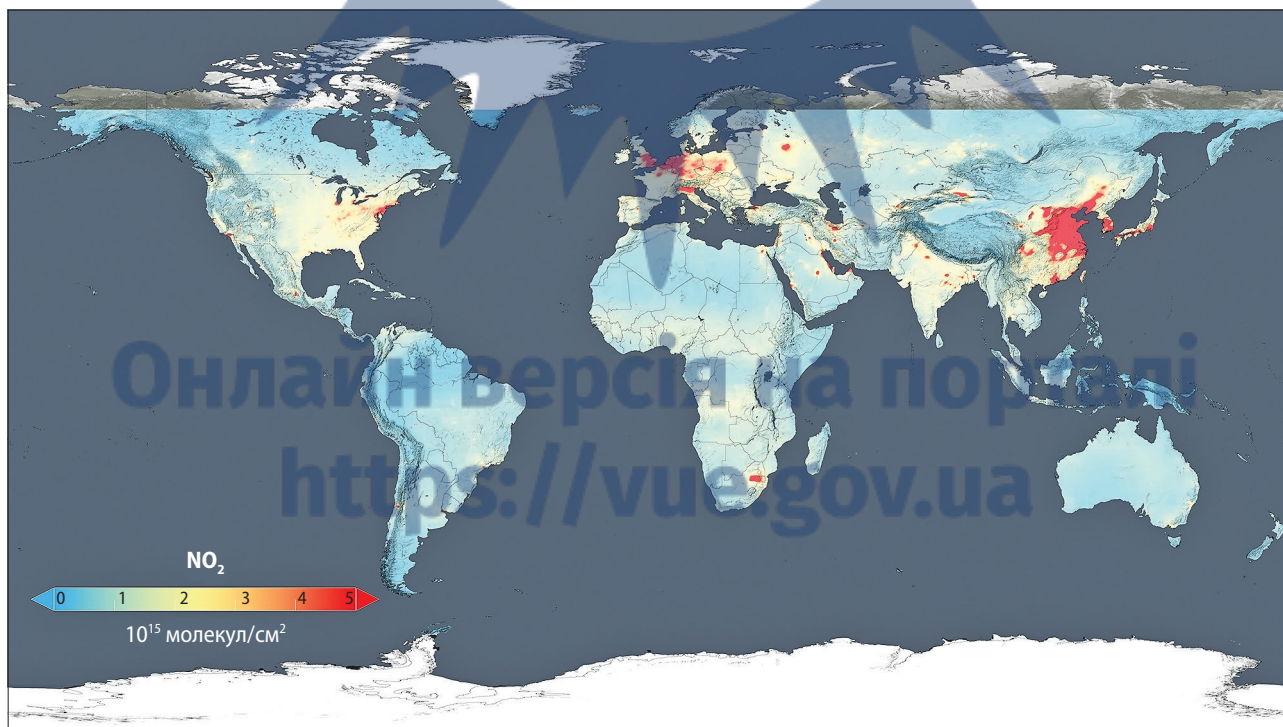 Онлайн версія на порталі
https://vue.gov.ua
NO₂
0 1 2 3 4 5
10¹⁵ молекул/см²